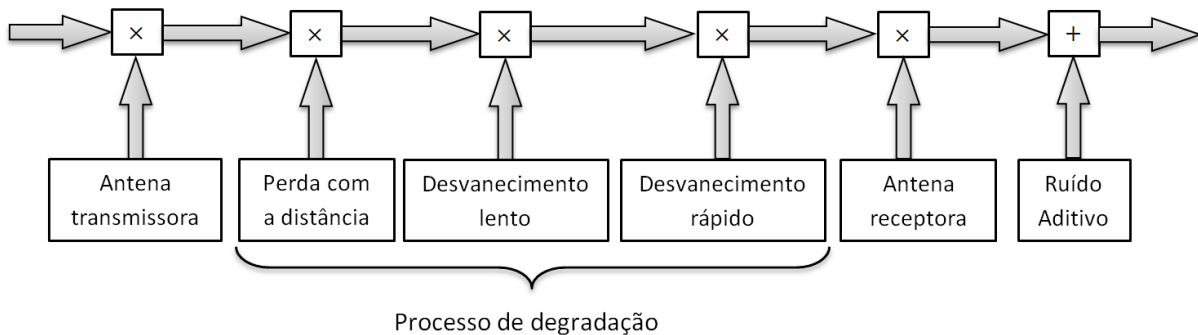 ×
×
×
×
×
+
Antena
transmissora
Perda com
a distância
Desvanecimento
lento
Desvanecimento
rápido
Antena
receptora
Ruído
Aditivo
Processo de degradação